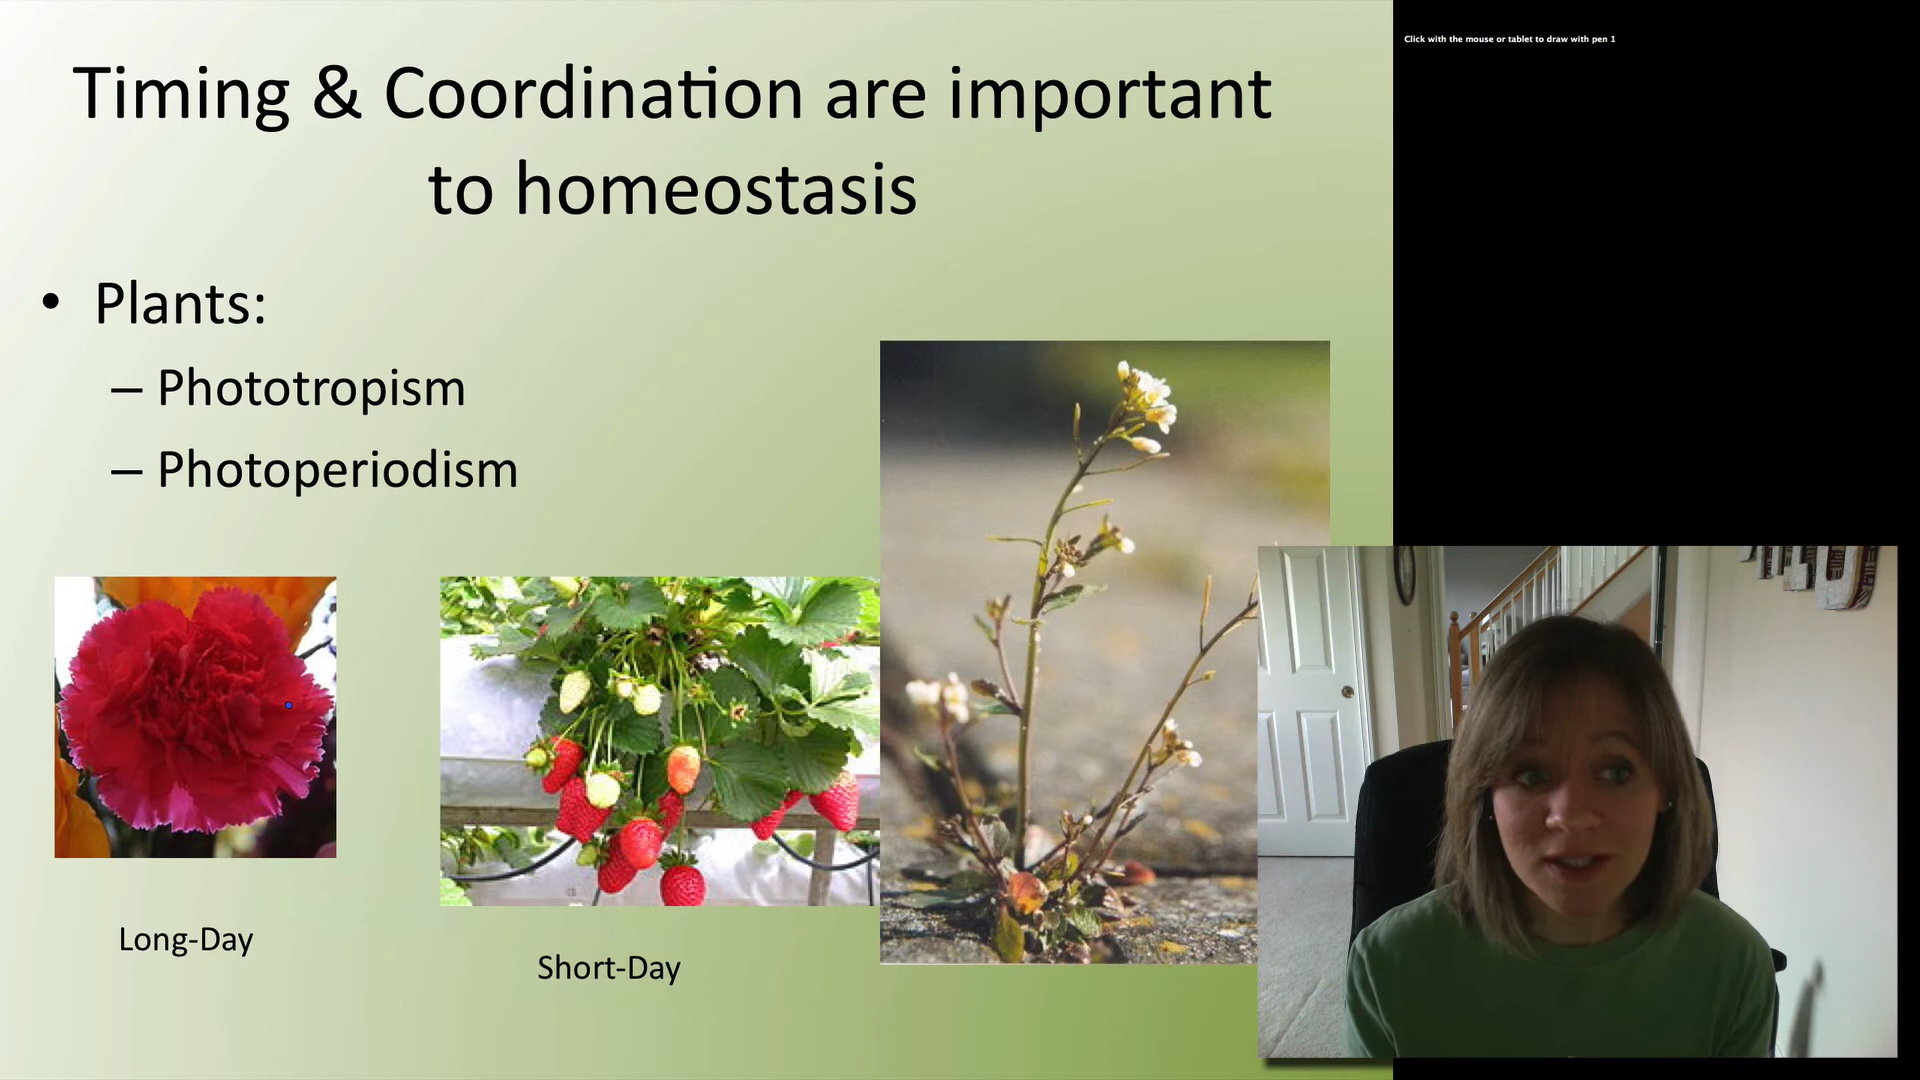 Timing & Coordination are important
to homeostasis
• Plants:
– Phototropism
– Photoperiodism
Long-Day
Short-Day
Click with the mouse or tablet to draw with pen 1